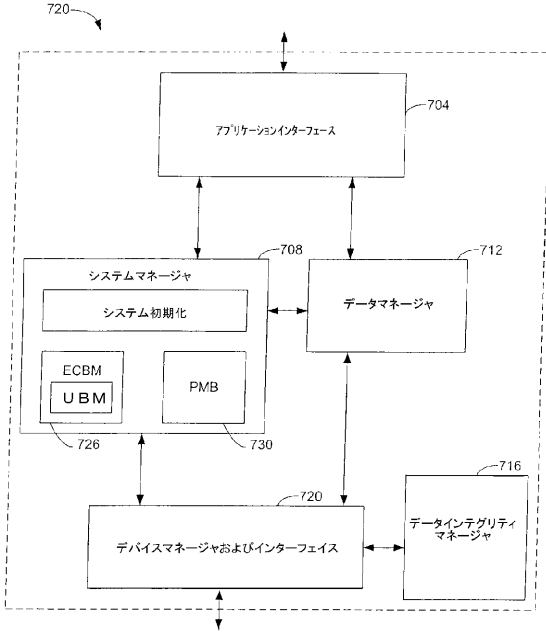 720
704
アプリケーションインターフェース
708
712
システムマネージャ
システム初期化
データマネージャ
ECBM
UBM
PMB
726
730
720
716
デバイスマネージャおよびインターフェイス
データインテグリティ
マネージャ